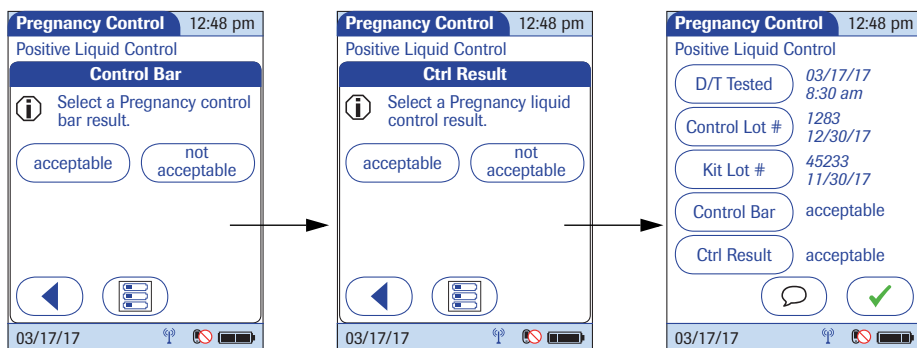 Pregnancy Control 12:48 pm
Positive Liquid Control
Control Bar
Select a Pregnancy control
bar result.
acceptable
not
acceptable
03/17/17
Pregnancy Control 12:48 pm
Positive Liquid Control
Ctrl Result
Select a Pregnancy liquid
control result.
acceptable
not
acceptable
03/17/17
Pregnancy Control 12:48 pm
Positive Liquid Control
D/T Tested 03/17/17
8:30 am
Control Lot # 1283
12/30/17
Kit Lot # 45233
11/30/17
Control Bar acceptable
Ctrl Result acceptable
03/17/17